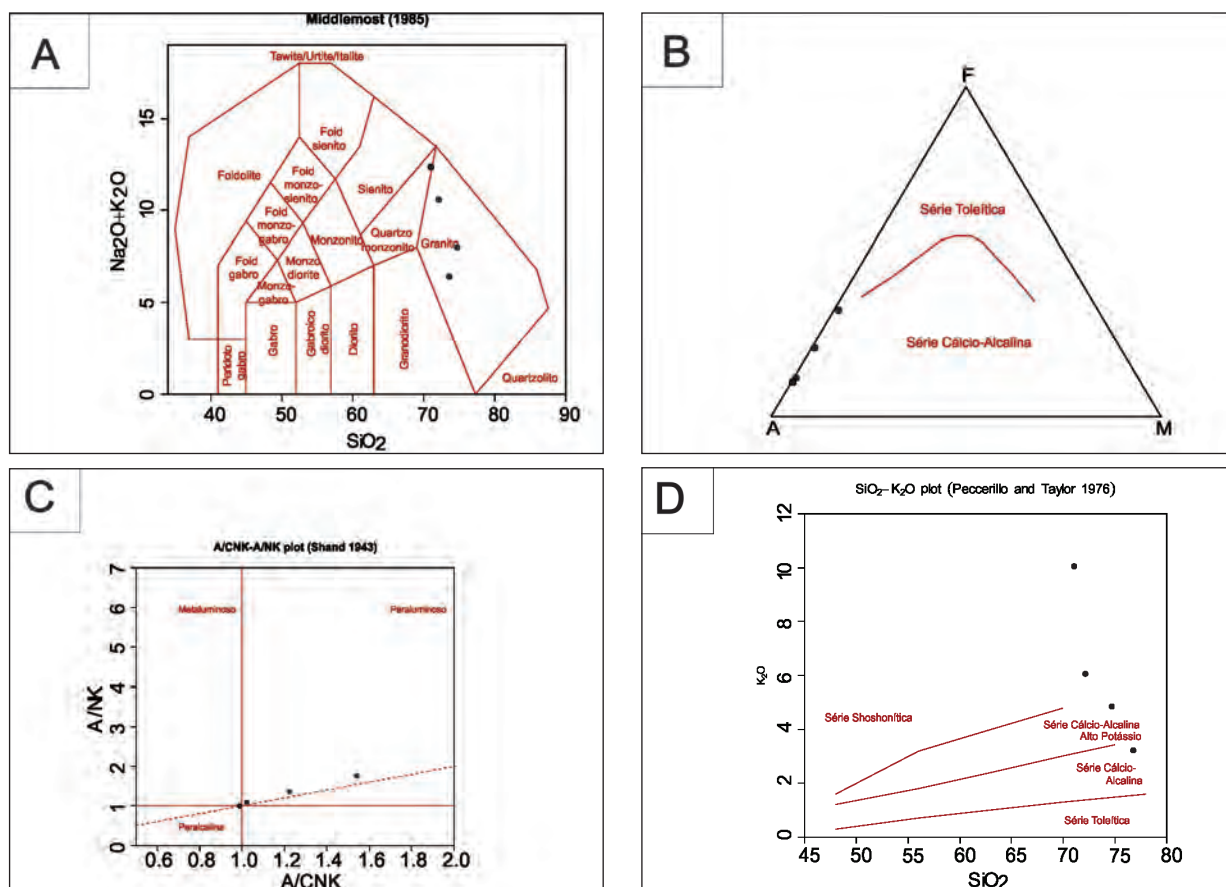 A
Middlemost (1985)
Tawite/Urtite/Italite
Foid
sienito
Foidolite
Foid
monzo-
sienito
Sienito
Foid
monzo-
gabro
Monzonito
Quartzo
monzonito
Granito
Foid
gabro
Monzo
diorite
Monzo-
gabro
Peridoto
gabro
Gabro
Gabroico
diorito
Diorito
Granodiorito
Quartzolito
Na2O+K2O
0
5
10
15
40
50
60
70
80
90
SiO2
B
F
Série Toleítica
Série Cálcio-Alcalina
A
M
C
A/CNK-A/NK plot (Shand 1943)
Metaluminoso
Peraluminoso
Peralcalina
A/NK
0
1
2
3
4
5
6
7
0.6
0.8
1.0
1.2
1.4
1.6
1.8
2.0
A/CNK
D
SiO2–K2O plot (Peccerillo and Taylor 1976)
K2O
12
10
8
6
4
2
0
Série Shoshonítica
Série Cálcio-Alcalina
Alto Potássio
Série Cálcio-
Alcalina
Série Toleítica
45
50
55
60
65
70
75
80
SiO2